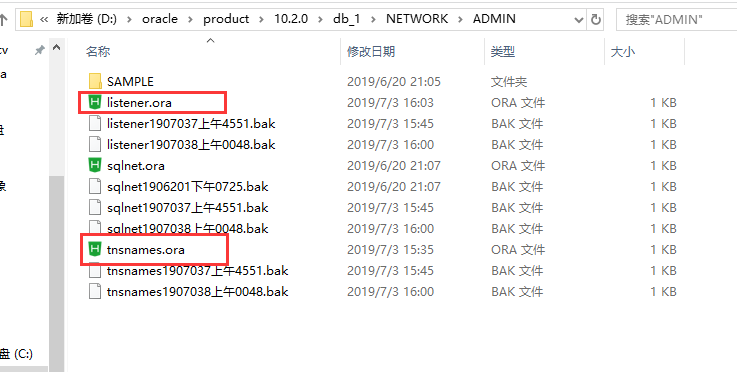 « 新加卷 (D:) › oracle › product › 10.2.0 › db_1 › NETWORK › ADMIN 搜索"ADMIN"
名称 修改日期 类型 大小
SAMPLE 2019/6/20 21:05 文件夹
listener.ora 2019/7/3 16:03 ORA 文件 1 KB
listener1907037上午4551.bak 2019/7/3 15:45 BAK 文件 1 KB
listener1907038上午0048.bak 2019/7/3 16:00 BAK 文件 1 KB
sqlnet.ora 2019/6/20 21:07 ORA 文件 1 KB
sqlnet1906201下午0725.bak 2019/6/20 21:07 BAK 文件 1 KB
sqlnet1907037上午4551.bak 2019/7/3 15:45 BAK 文件 1 KB
sqlnet1907038上午0048.bak 2019/7/3 16:00 BAK 文件 1 KB
tnsnames.ora 2019/7/3 15:35 ORA 文件 1 KB
tnsnames1907037上午4551.bak 2019/7/3 15:45 BAK 文件 1 KB
tnsnames1907038上午0048.bak 2019/7/3 16:00 BAK 文件 1 KB
盘 (C:)